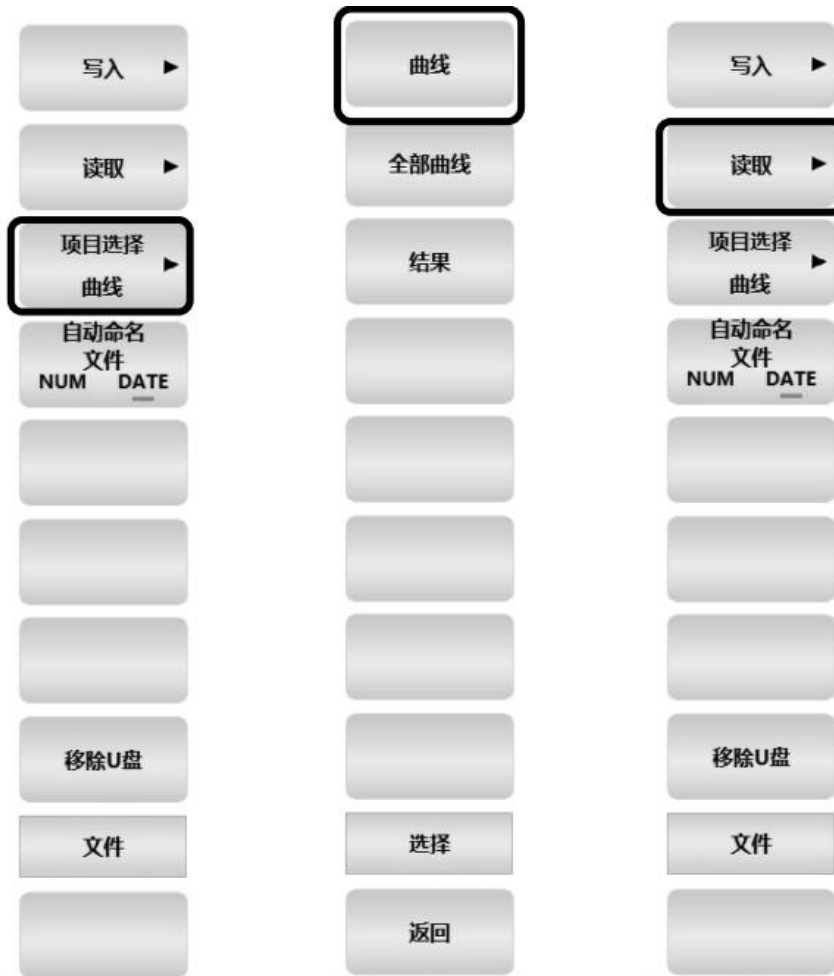 写入
读取
项目选择
曲线
自动命名
文件
NUM DATE
移除U盘
文件
曲线
全部曲线
结果
选择
返回
写入
读取
项目选择
曲线
自动命名
文件
NUM DATE
移除U盘
文件